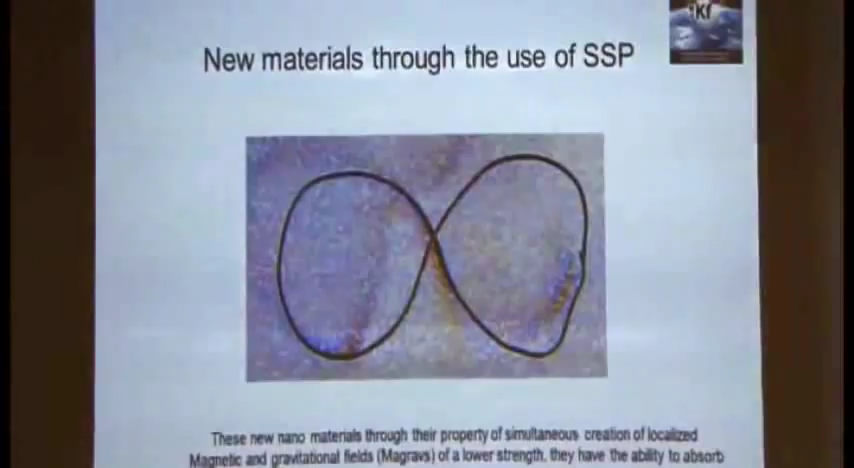 kf
New materials through the use of SSP
These new nano materials through their property of simultaneous creation of localized
Magnetic and gravitational fields (Magravs) of a lower strength, they have the ability to absorb